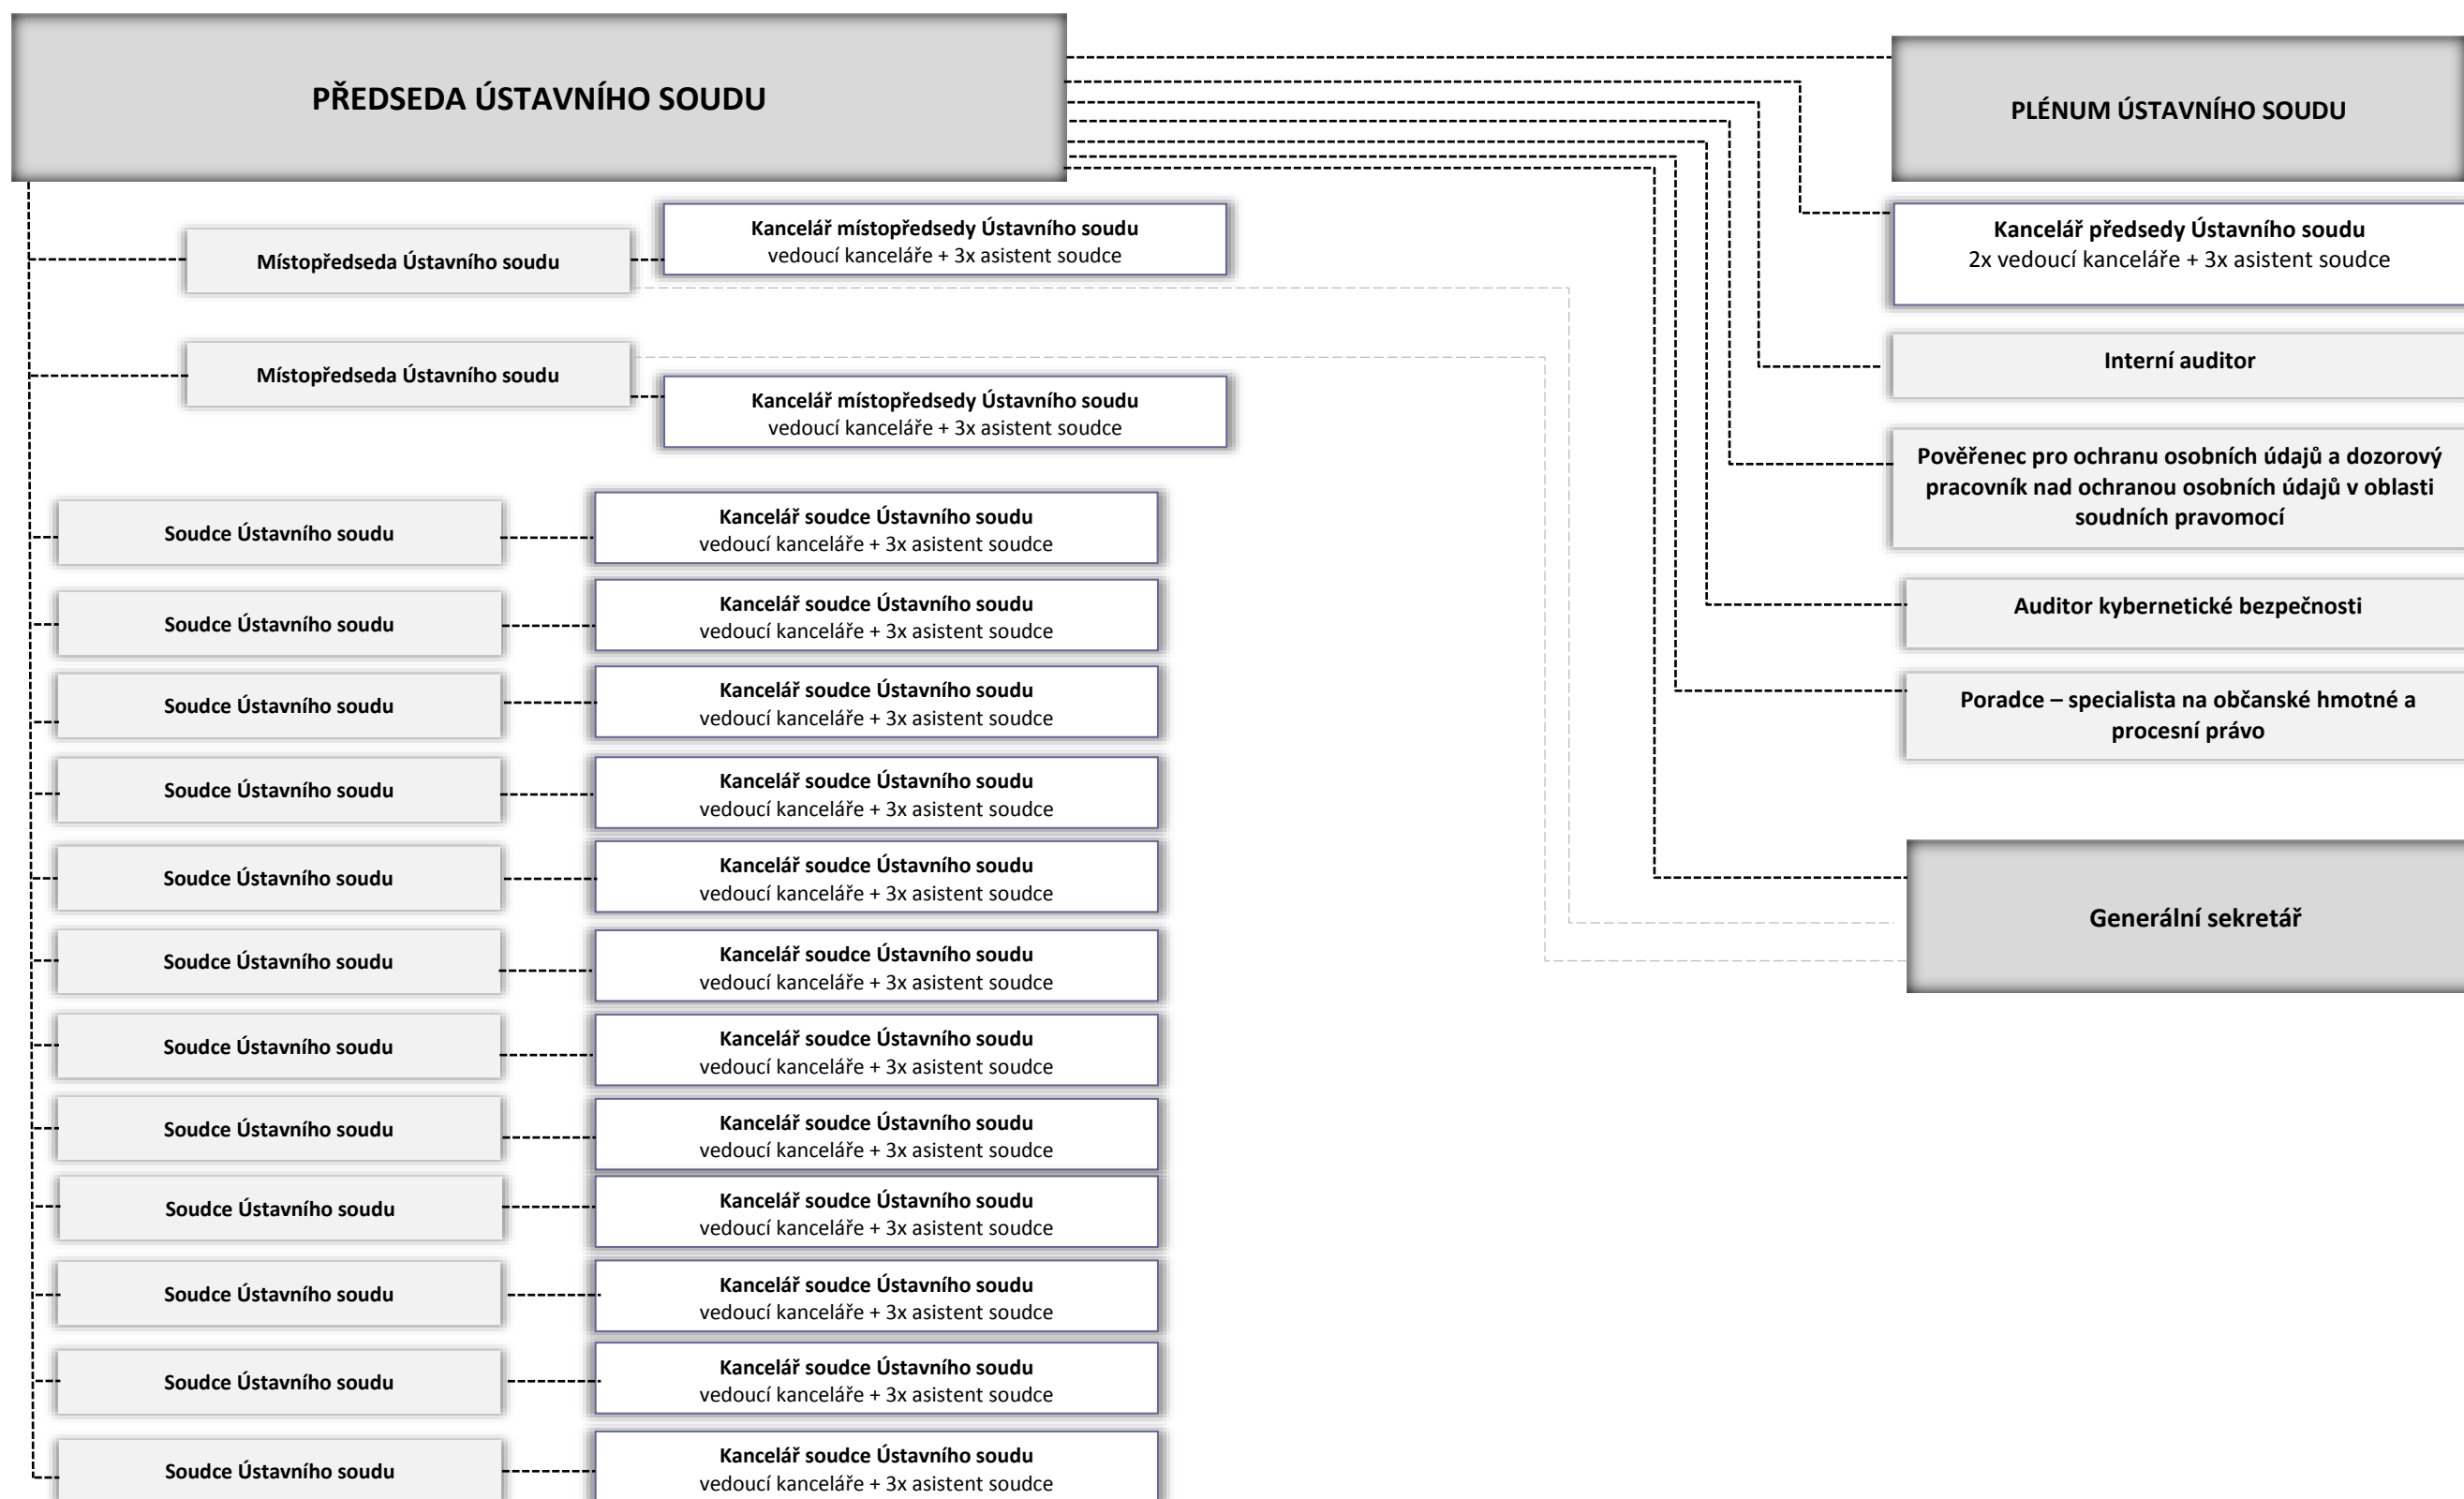 PŘEDSEDA ÚSTAVNÍHO SOUDU
PLÉNUM ÚSTAVNÍHO SOUDU
Místopředseda Ústavního soudu
Kancelář místopředsedy Ústavního soudu
vedoucí kanceláře + 3x asistent soudce
Místopředseda Ústavního soudu
Kancelář místopředsedy Ústavního soudu
vedoucí kanceláře + 3x asistent soudce
Soudce Ústavního soudu
Kancelář soudce Ústavního soudu
vedoucí kanceláře + 3x asistent soudce
Soudce Ústavního soudu
Kancelář soudce Ústavního soudu
vedoucí kanceláře + 3x asistent soudce
Soudce Ústavního soudu
Kancelář soudce Ústavního soudu
vedoucí kanceláře + 3x asistent soudce
Soudce Ústavního soudu
Kancelář soudce Ústavního soudu
vedoucí kanceláře + 3x asistent soudce
Soudce Ústavního soudu
Kancelář soudce Ústavního soudu
vedoucí kanceláře + 3x asistent soudce
Soudce Ústavního soudu
Kancelář soudce Ústavního soudu
vedoucí kanceláře + 3x asistent soudce
Soudce Ústavního soudu
Kancelář soudce Ústavního soudu
vedoucí kanceláře + 3x asistent soudce
Soudce Ústavního soudu
Kancelář soudce Ústavního soudu
vedoucí kanceláře + 3x asistent soudce
Soudce Ústavního soudu
Kancelář soudce Ústavního soudu
vedoucí kanceláře + 3x asistent soudce
Soudce Ústavního soudu
Kancelář soudce Ústavního soudu
vedoucí kanceláře + 3x asistent soudce
Soudce Ústavního soudu
Kancelář soudce Ústavního soudu
vedoucí kanceláře + 3x asistent soudce
Soudce Ústavního soudu
Kancelář soudce Ústavního soudu
vedoucí kanceláře + 3x asistent soudce
Kancelář předsedy Ústavního soudu
2x vedoucí kanceláře + 3x asistent soudce
Interní auditor
Pověřenec pro ochranu osobních údajů a dozorový
pracovník nad ochranou osobních údajů v oblasti
soudních pravomocí
Auditor kybernetické bezpečnosti
Poradce – specialista na občanské hmotné a
procesní právo
Generální sekretář